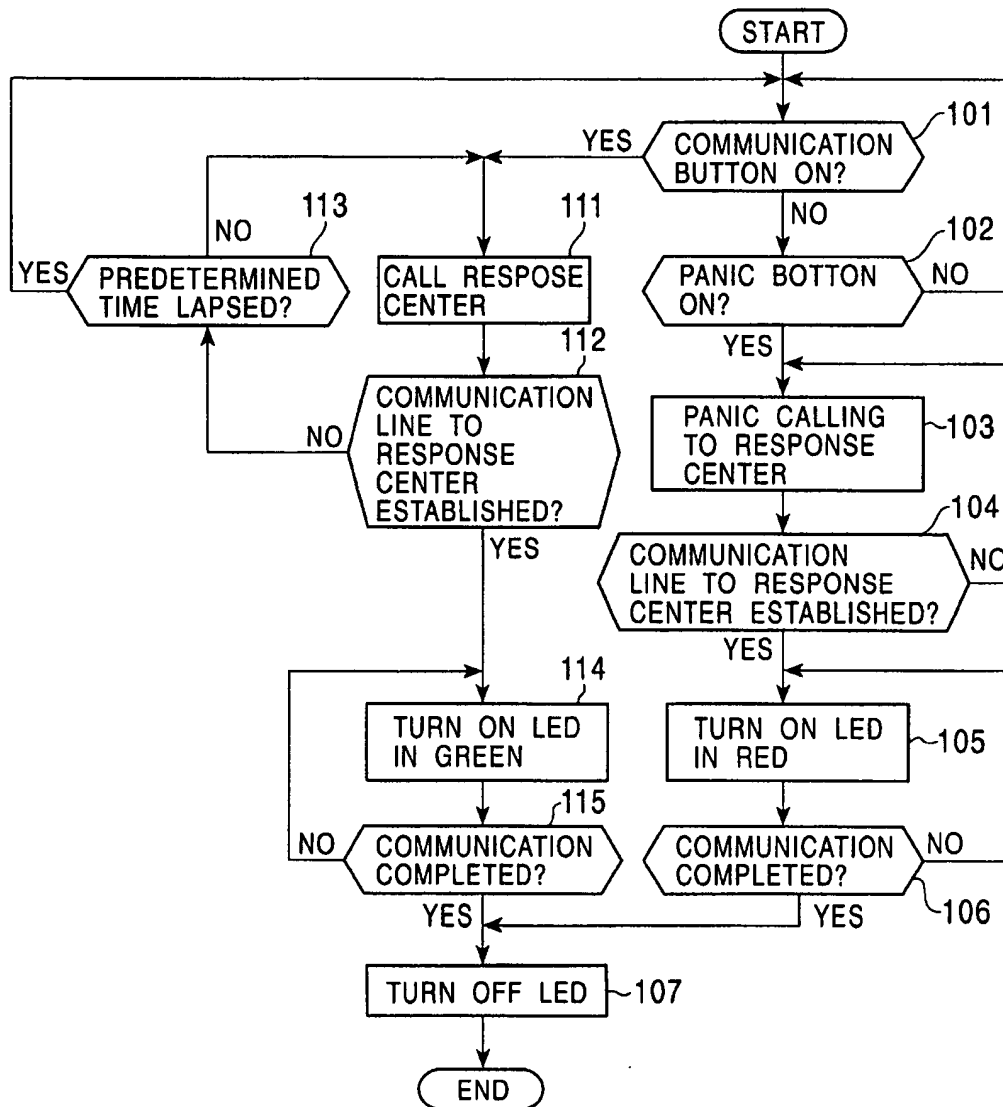 START
101
YES
COMMUNICATION
BUTTON ON?
NO
113
NO
111
102
YES
PREDETERMINED
TIME LAPSED?
CALL RESPOSE
CENTER
PANIC BOTTON
ON?
NO
YES
112
COMMUNICATION
LINE TO
RESPONSE
CENTER
ESTABLISHED?
NO
YES
PANIC CALLING
TO RESPONSE
CENTER
103
104
COMMUNICATION
LINE TO RESPONSE
CENTER ESTABLISHED?
NO
YES
114
TURN ON LED
IN GREEN
TURN ON LED
IN RED
105
115
NO
COMMUNICATION
COMPLETED?
YES
COMMUNICATION
COMPLETED?
NO
106
YES
TURN OFF LED
107
END